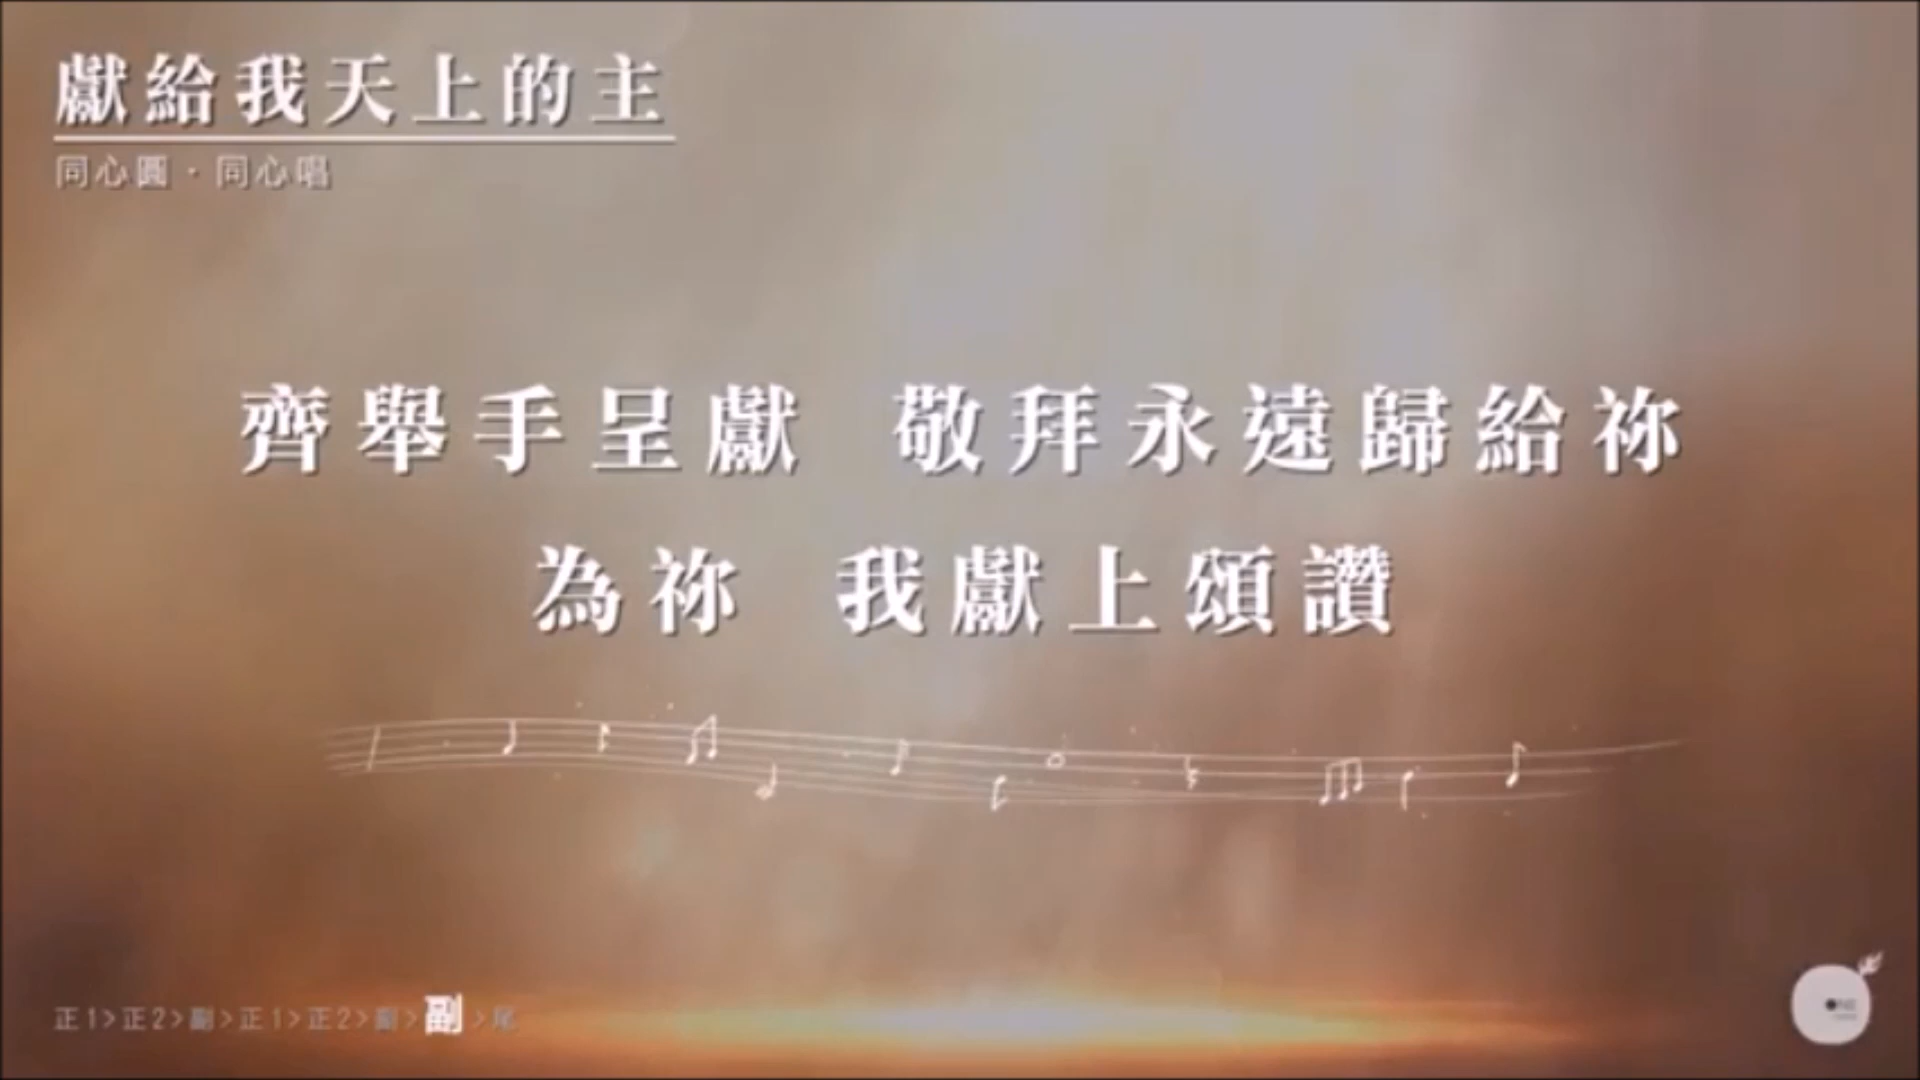 獻給我天上的主
同心圓・同心唱
齊舉手呈獻 敬拜永遠歸給祢
為祢 我獻上頌讚
正1>正2>副>正1>正2>副>副>尾